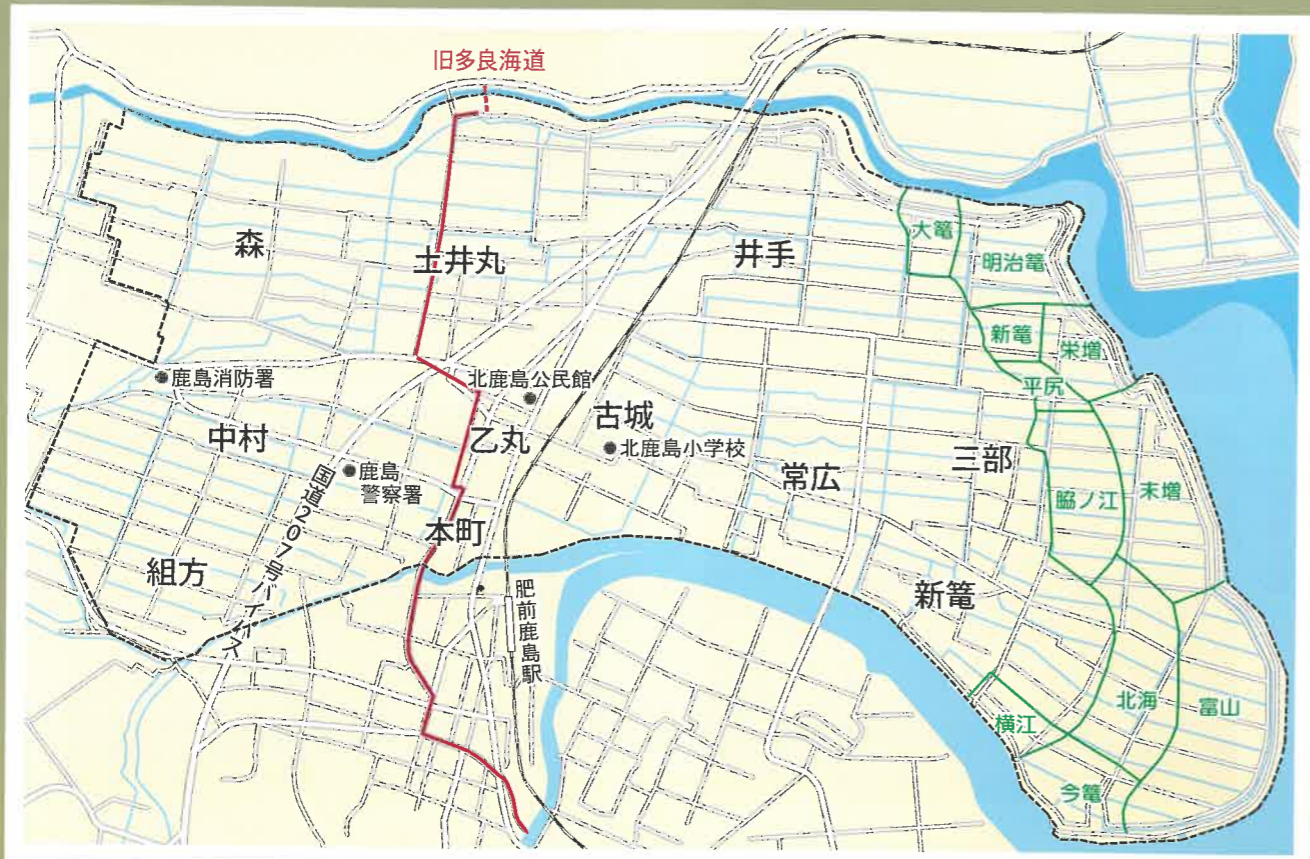 旧多良海道
大篭
森
土井丸
井手
明治篭
新篭
栄増
鹿島消防署
北鹿島公民館
平尻
中村
乙丸
古城
北鹿島小学校
三部
鹿島
警察署
常広
脇ノ江
末増
国道207号バイパス
本町
組方
肥前鹿島駅
新篭
北海
富山
横江
今篭